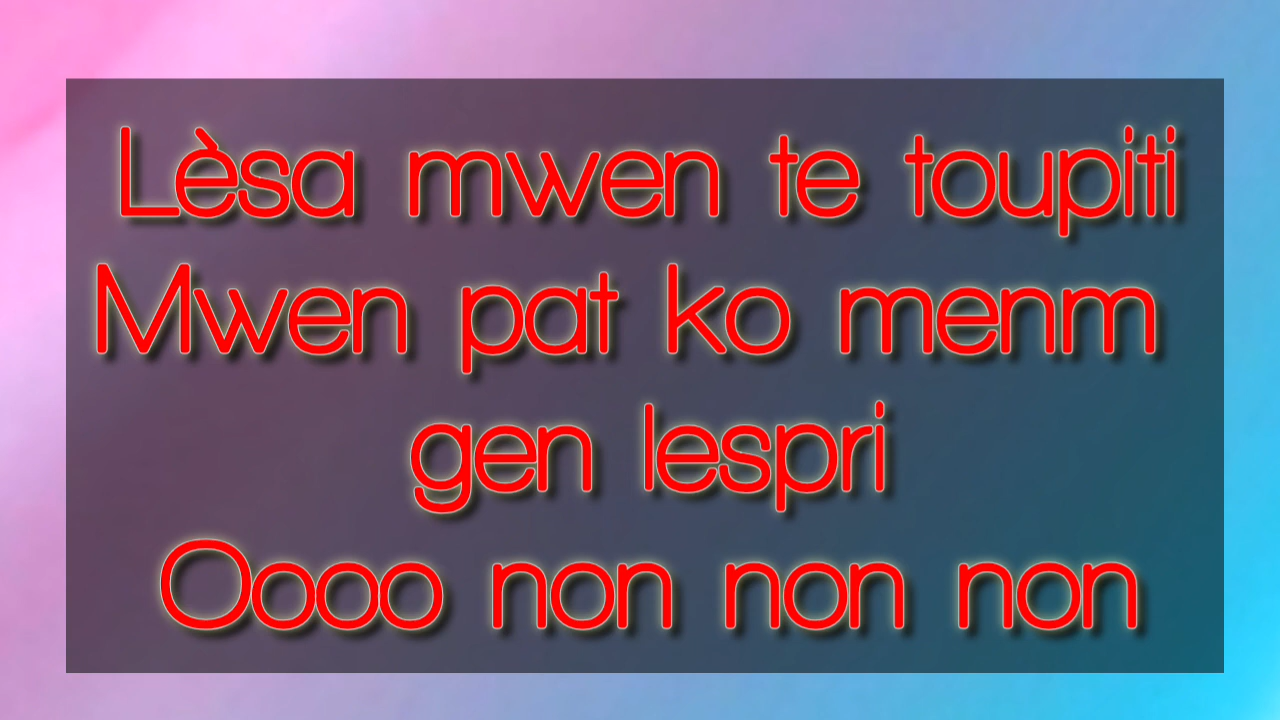 Lèsa mwen te toupiti
Mwen pat ko menm
gen lespri
Oooo non non non